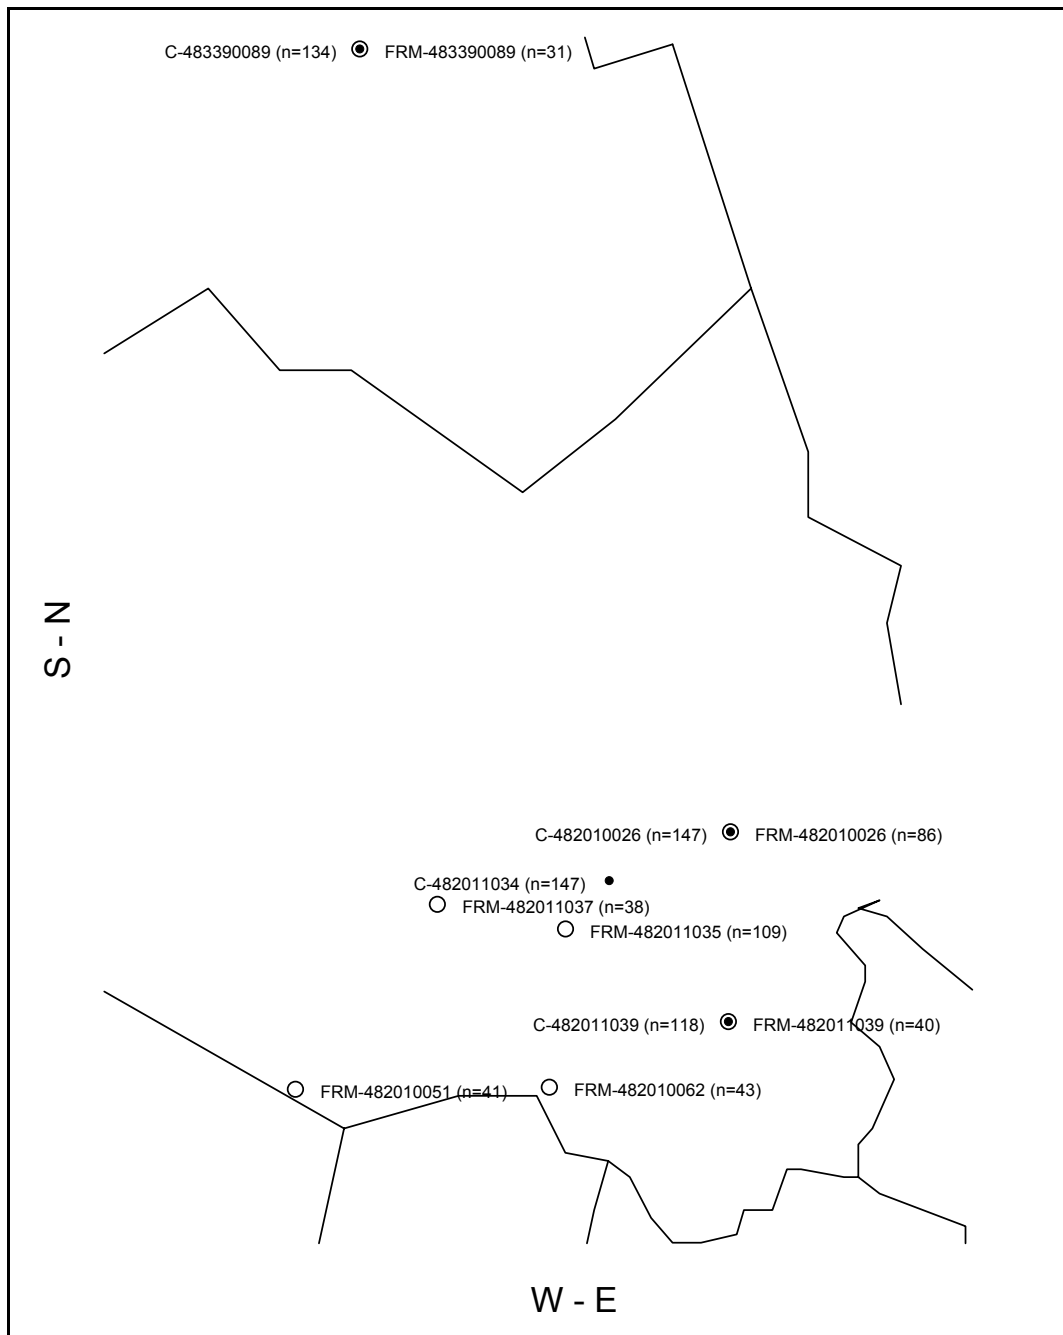 C-483390089 (n=134) FRM-483390089 (n=31)
S - N
C-482010026 (n=147) FRM-482010026 (n=86)
C-482011034 (n=147)
FRM-482011037 (n=38)
FRM-482011035 (n=109)
C-482011039 (n=118) FRM-482011039 (n=40)
FRM-482010051 (n=41) FRM-482010062 (n=43)
W - E